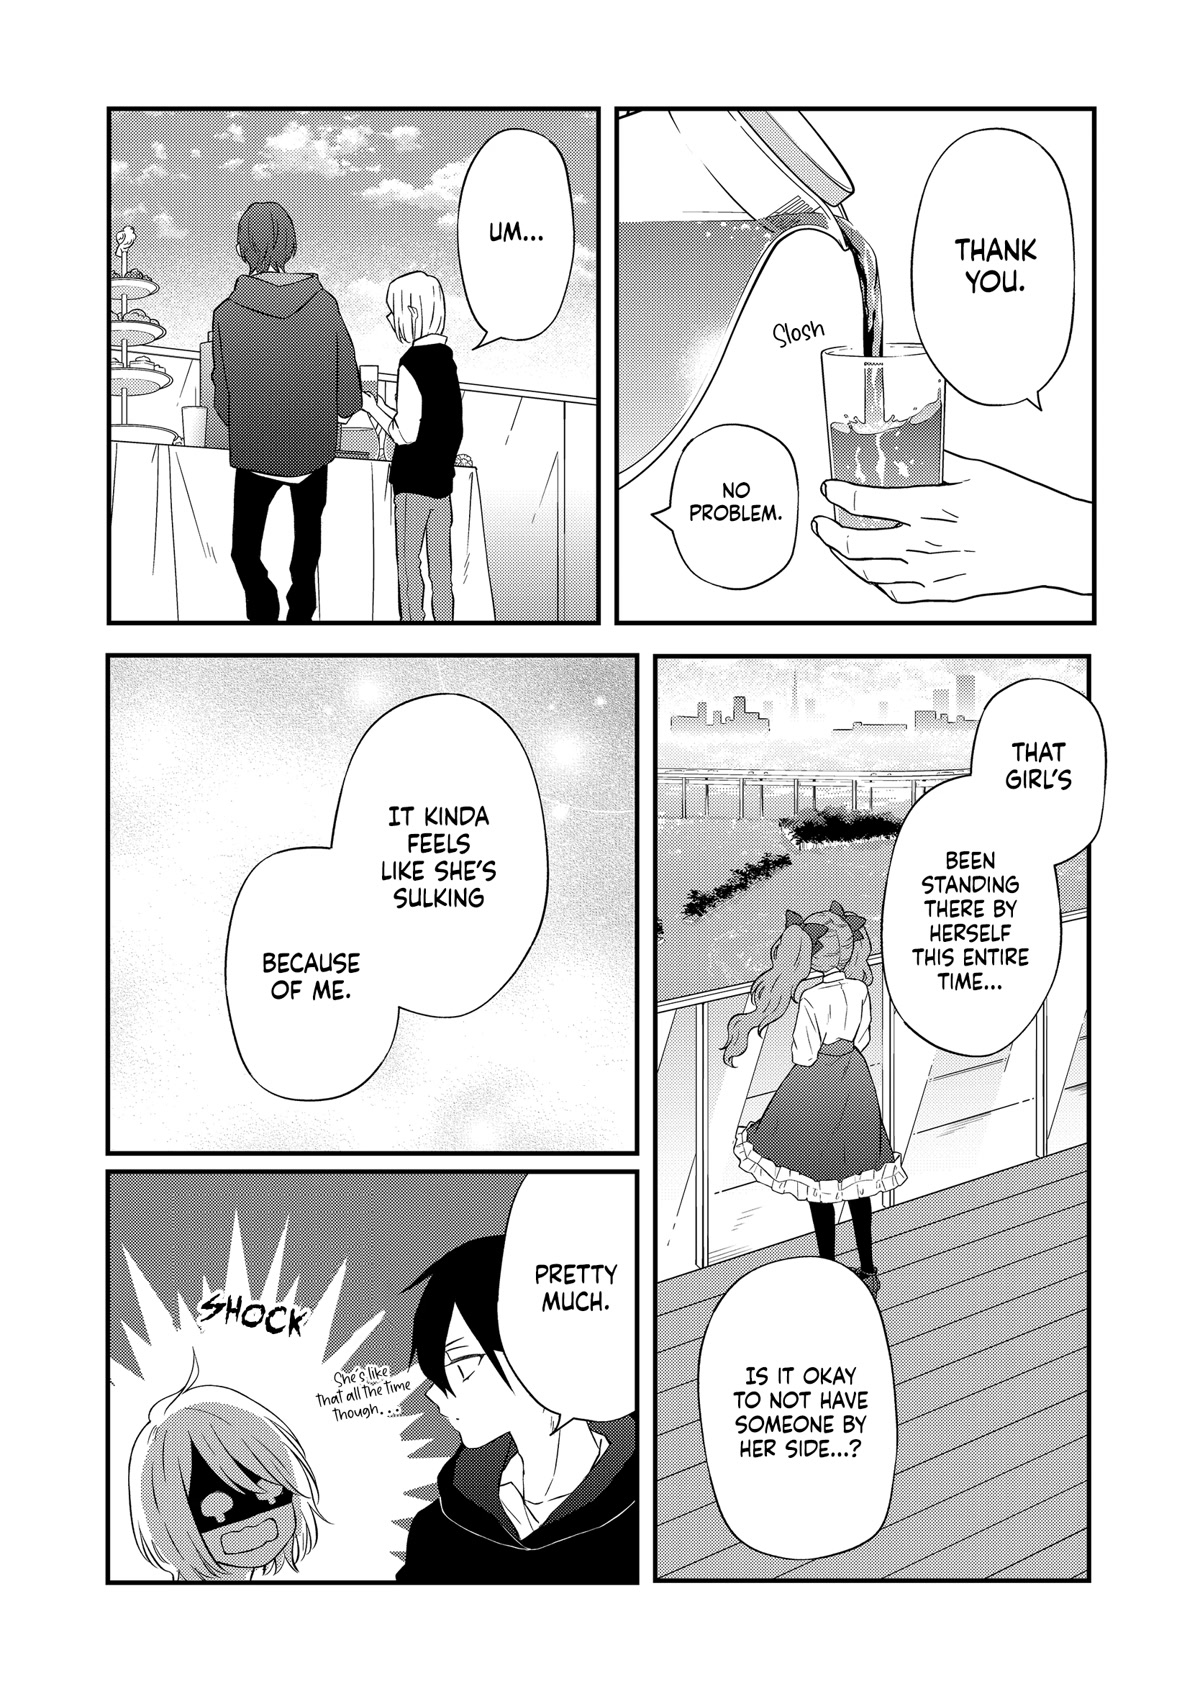 THANK
YOU.
Slosh
NO
PROBLEM.
UM...
THAT
GIRL'S
BEEN
STANDING
THERE BY
HERSELF
THIS ENTIRE
TIME...
IS IT OKAY
TO NOT HAVE
SOMEONE BY
HER SIDE...?
IT KINDA
FEELS
LIKE SHE'S
SULKING
BECAUSE
OF ME.
PRETTY
MUCH.
SHOCK
She's like
that all the time
though...